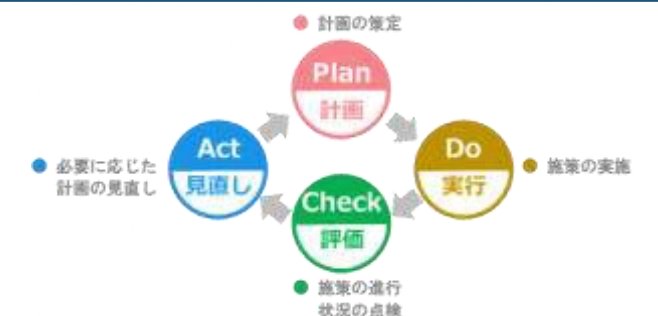 計画の策定
Plan
計画
Act
見直し
必要に応じた
計画の見直し
Do
実行
施策の実施
Check
評価
施策の進行
状況の点検